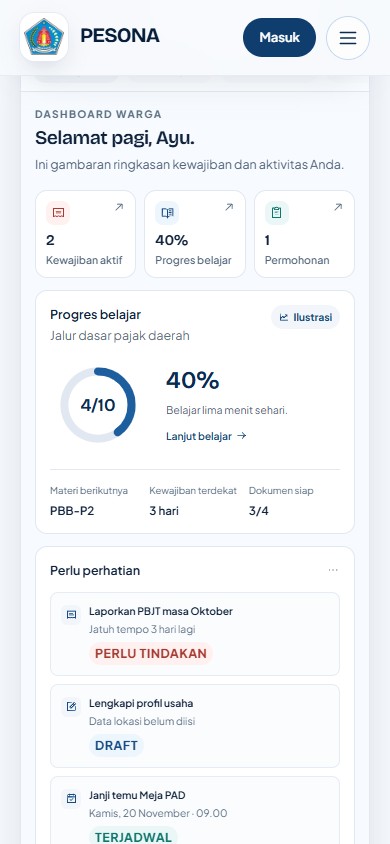 PESONA
Masuk
DASHBOARD WARGA
Selamat pagi, Ayu.
Ini gambaran ringkasan kewajiban dan aktivitas Anda.
2
Kewajiban aktif
40%
Progres belajar
1
Permohonan
Progres belajar
Ilustrasi
Jalur dasar pajak daerah
4/10
40%
Belajar lima menit sehari.
Lanjut belajar →
Materi berikutnya
PBB-P2
Kewajiban terdekat
3 hari
Dokumen siap
3/4
Perlu perhatian
...
Laporkan PBJT masa Oktober
Jatuh tempo 3 hari lagi
PERLU TINDAKAN
Lengkapi profil usaha
Data lokasi belum diisi
DRAFT
Janji temu Meja PAD
Kamis, 20 November · 09.00
TERJADWAL